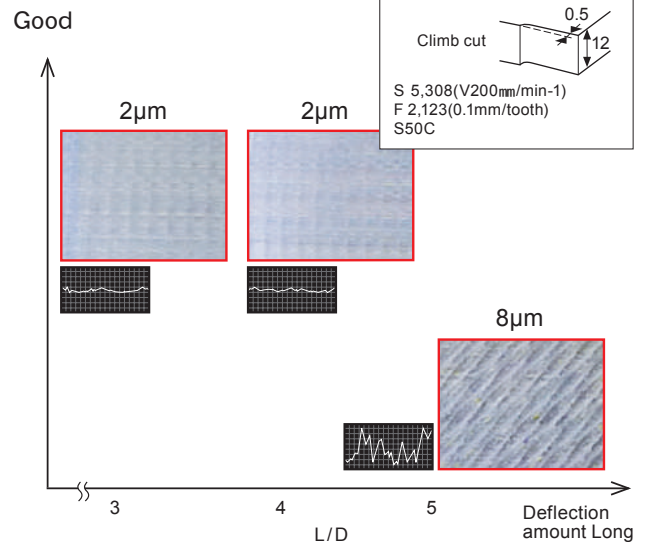 Good
0.5
Climb cut
12
S 5,308(V200㎜/min-1)
F 2,123(0.1mm/tooth)
S50C
2μm
2μm
8μm
3
4
5
L/D
Deflection
amount Long